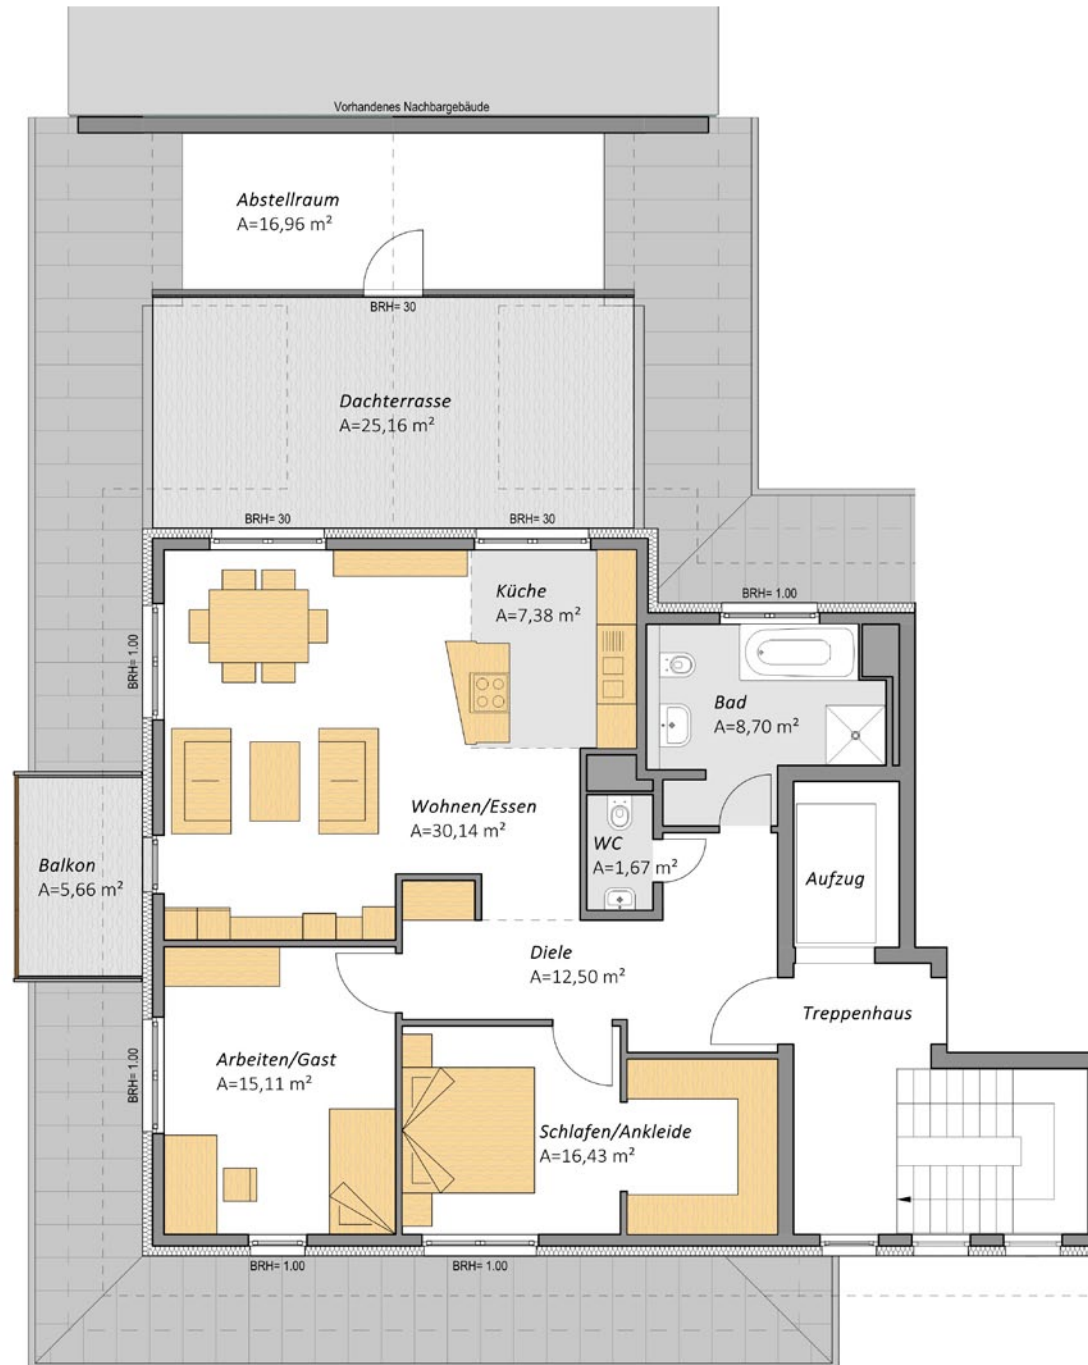 Vorhandenes Nachbargebäude
Abstellraum
A=16,96 m²
BRH= 30
Dachterrasse
A=25,16 m²
BRH= 30
BRH= 30
Küche
A=7,38 m²
BRH= 1.00
BRH= 1.00
Bad
A=8,70 m²
Wohnen/Essen
A=30,14 m²
WC
A=1,67 m²
Balkon
A=5,66 m²
Aufzug
Diele
A=12,50 m²
Treppenhaus
Arbeiten/Gast
A=15,11 m²
BRH= 1.00
Schlafen/Ankleide
A=16,43 m²
BRH= 1.00
BRH= 1.00